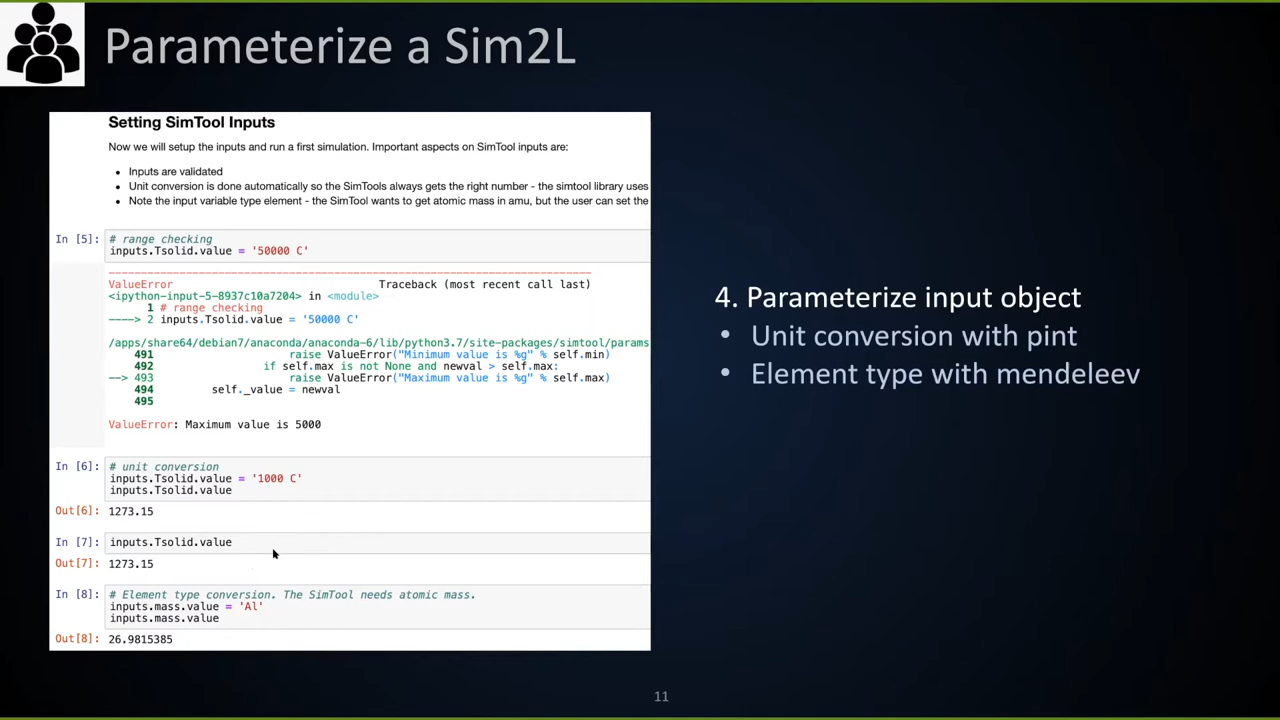 Parameterize a Sim2L
Setting SimTool Inputs
Now we will setup the inputs and run a first simulation. Important aspects on SimTool inputs are:
• Inputs are validated
• Unit conversion is done automatically so the SimTools always gets the right number - the simtool library uses
• Note the input variable type element - the SimTool wants to get atomic mass in amu, but the user can set the
In [5]: # range checking
inputs.Tsolid.value = '50000 C'
---------------------------------------------------------------------------
ValueError Traceback (most recent call last)
<ipython-input-5-8937c10a7204> in <module>
1 # range checking
----> 2 inputs.Tsolid.value = '50000 C'
/apps/share64/debian7/anaconda/anaconda-6/lib/python3.7/site-packages/simtool/params
491 raise ValueError("Minimum value is %g" % self.min)
492 if self.max is not None and newval > self.max:
--> 493 raise ValueError("Maximum value is %g" % self.max)
494 self._value = newval
495
ValueError: Maximum value is 5000
In [6]: # unit conversion
inputs.Tsolid.value = '1000 C'
inputs.Tsolid.value
Out[6]: 1273.15
In [7]: inputs.Tsolid.value
Out[7]: 1273.15
In [8]: # Element type conversion. The SimTool needs atomic mass.
inputs.mass.value = 'Al'
inputs.mass.value
Out[8]: 26.9815385
4. Parameterize input object
• Unit conversion with pint
• Element type with mendeleev
11